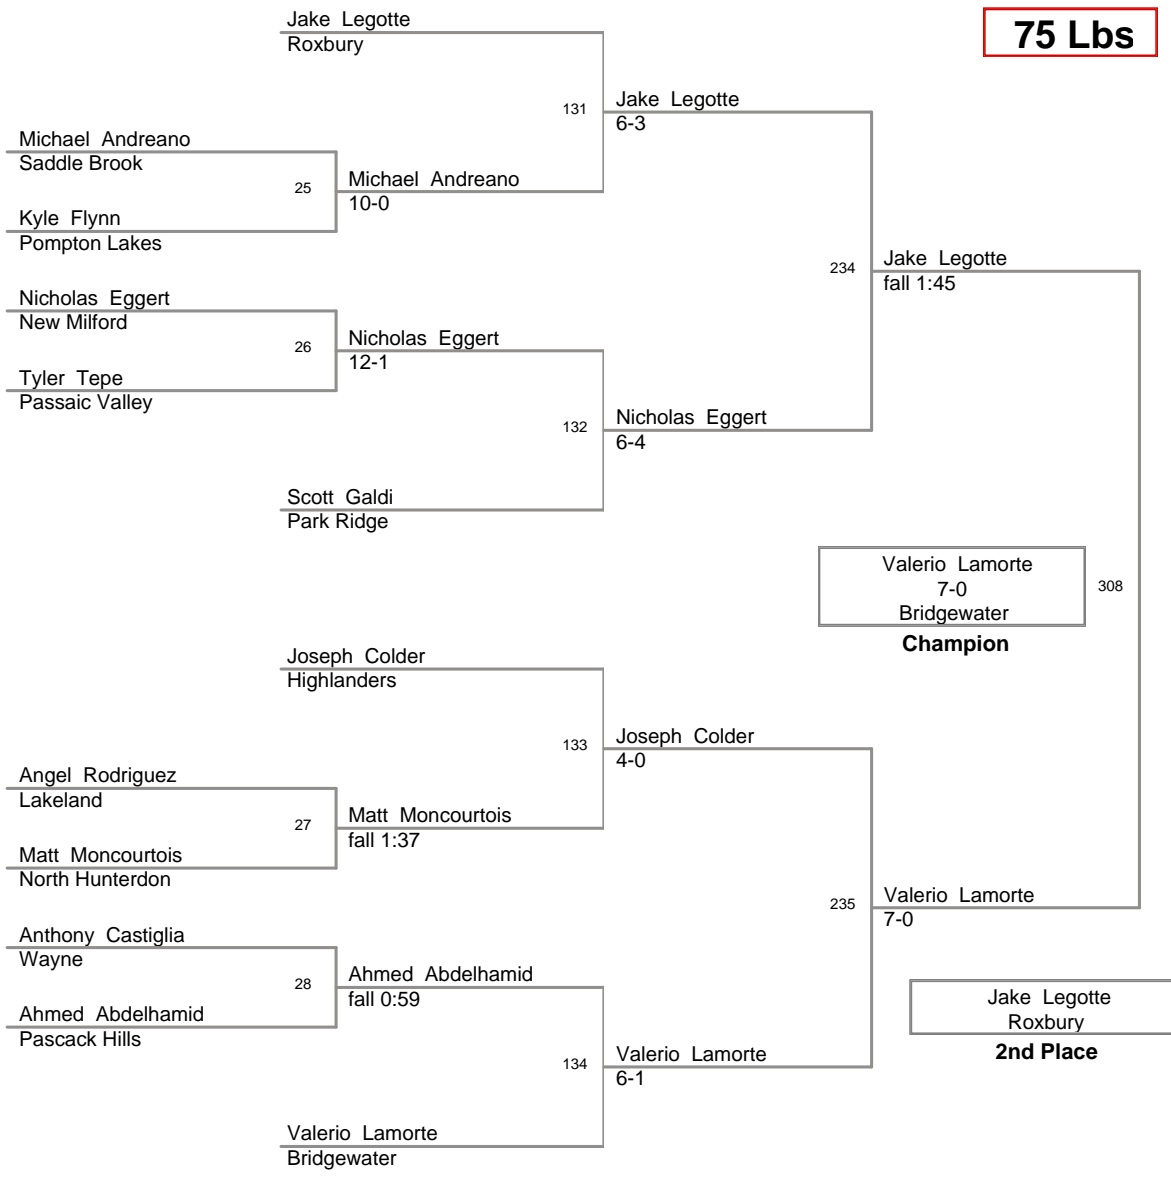 Jake Legotte
Roxbury
75 Lbs
131
Jake Legotte
6-3
Michael Andreano
Saddle Brook
25
Michael Andreano
10-0
Kyle Flynn
Pompton Lakes
234
Jake Legotte
fall 1:45
Nicholas Eggert
New Milford
26
Nicholas Eggert
12-1
Tyler Tepe
Passaic Valley
132
Nicholas Eggert
6-4
Scott Galdi
Park Ridge
Valerio Lamorte
7-0
Bridgewater
308
Champion
Joseph Colder
Highlanders
133
Joseph Colder
4-0
Angel Rodriguez
Lakeland
27
Matt Moncourtois
fall 1:37
Matt Moncourtois
North Hunterdon
235
Valerio Lamorte
7-0
Anthony Castiglia
Wayne
28
Ahmed Abdelhamid
fall 0:59
Ahmed Abdelhamid
Pascack Hills
Jake Legotte
Roxbury
2nd Place
134
Valerio Lamorte
6-1
Valerio Lamorte
Bridgewater